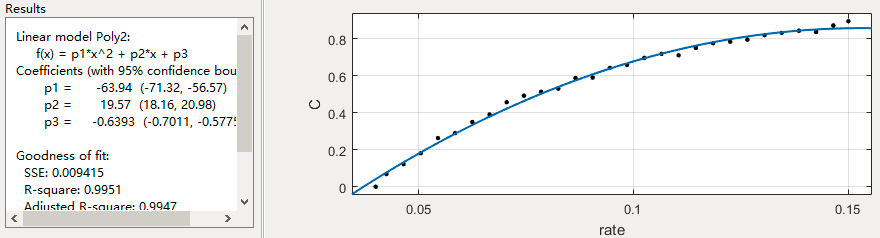 Results
Linear model Poly2:
f(x) = p1*x^2 + p2*x + p3
Coefficients (with 95% confidence bou
p1 = -63.94 (-71.32, -56.57)
p2 = 19.57 (18.16, 20.98)
p3 = -0.6393 (-0.7011, -0.5775
Goodness of fit:
SSE: 0.009415
R-square: 0.9951
Adjusted R-square: 0.9947
0.8
0.6
C
0.4
0.2
0
0.05 0.1 0.15
rate